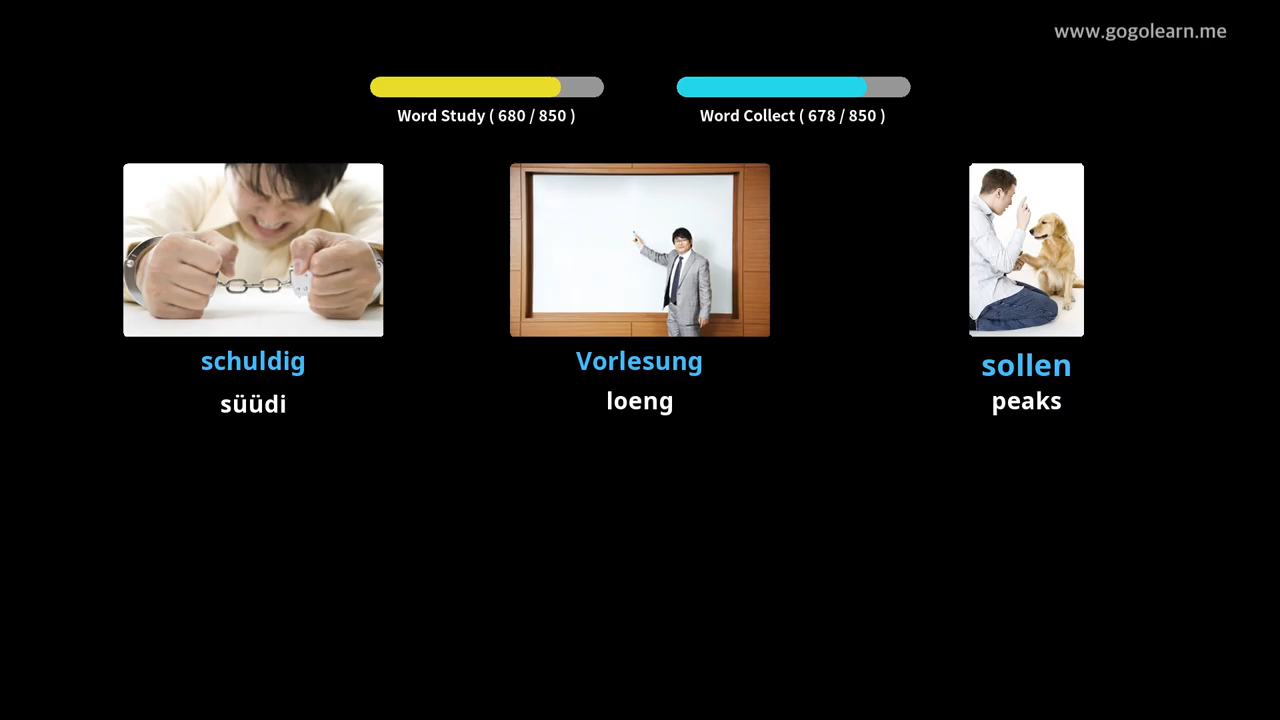 www.gogolearn.me
Word Study ( 680 / 850 )
Word Collect ( 678 / 850 )
schuldig
süüdi
Vorlesung
loeng
sollen
peaks